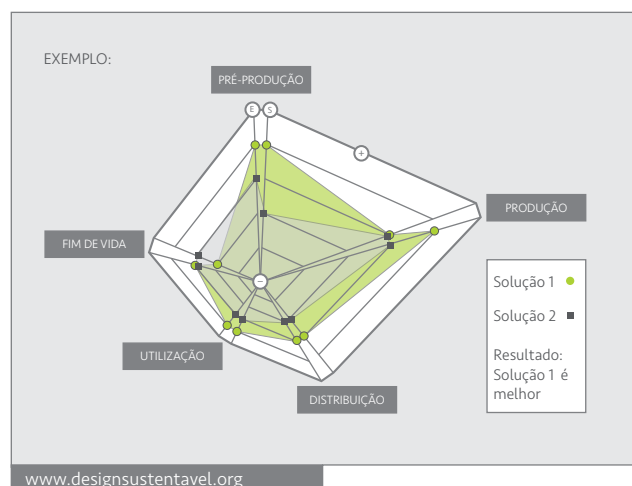 EXEMPLO:
PRÉ-PRODUÇÃO
E S
+
PRODUÇÃO
FIM DE VIDA
–
Solução 1
Solução 2
Resultado:
Solução 1 é
melhor
UTILIZAÇÃO
DISTRIBUIÇÃO
www.designsustentavel.org